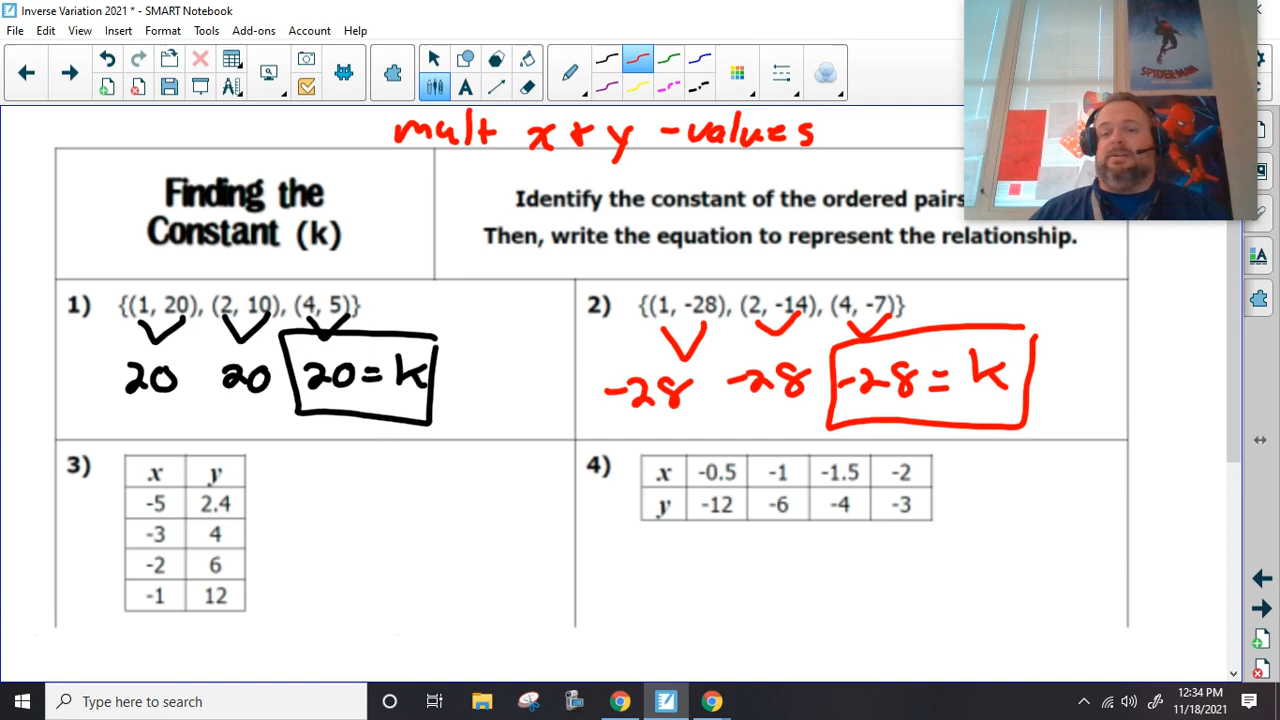 Inverse Variation 2021 * - SMART Notebook
File Edit View Insert Format Tools Add-ons Account Help
SPIDER-MAN
mult x + y -values
Finding the
Constant (k)
Identify the constant of the ordered pairs
Then, write the equation to represent the relationship.
1) {(1, 20), (2, 10), (4, 5)}
20 20 20 = k
2) {(1, -28), (2, -14), (4, -7)}
-28 -28 -28 = k
3)
x y
-5 2.4
-3 4
-2 6
-1 12
4)
x -0.5 -1 -1.5 -2
y -12 -6 -4 -3
Type here to search
12:34 PM
11/18/2021